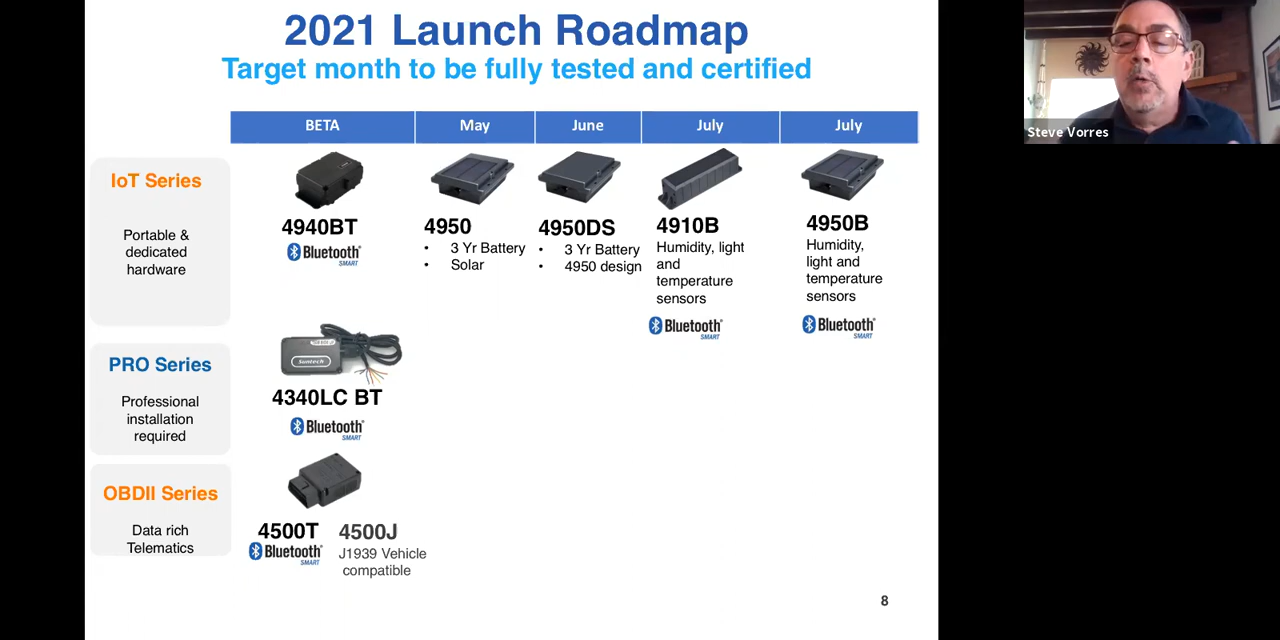 2021 Launch Roadmap
Target month to be fully tested and certified
BETA
May
June
July
July
IoT Series
Portable &
dedicated
hardware
4940BT
Bluetooth
SMART
4950
• 3 Yr Battery
• Solar
4950DS
• 3 Yr Battery
• 4950 design
4910B
Humidity, light
and
temperature
sensors
Bluetooth
SMART
4950B
Humidity,
light and
temperature
sensors
Bluetooth
SMART
PRO Series
Professional
installation
required
Suntech
4340LC BT
Bluetooth
SMART
OBDII Series
Data rich
Telematics
4500T
Bluetooth
SMART
4500J
J1939 Vehicle
compatible
8
Steve Vorres